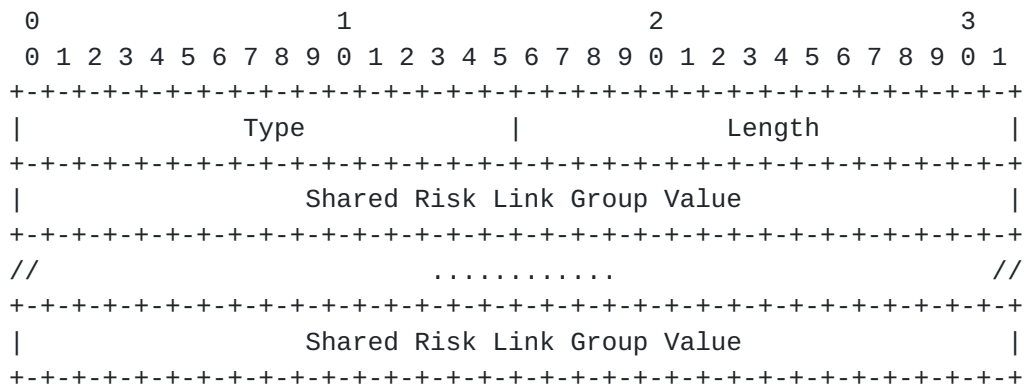 0                   1                   2                   3
 0 1 2 3 4 5 6 7 8 9 0 1 2 3 4 5 6 7 8 9 0 1 2 3 4 5 6 7 8 9 0 1
+-+-+-+-+-+-+-+-+-+-+-+-+-+-+-+-+-+-+-+-+-+-+-+-+-+-+-+-+-+-+-+-+
|              Type             |             Length            |
+-+-+-+-+-+-+-+-+-+-+-+-+-+-+-+-+-+-+-+-+-+-+-+-+-+-+-+-+-+-+-+-+
|                  Shared Risk Link Group Value                 |
+-+-+-+-+-+-+-+-+-+-+-+-+-+-+-+-+-+-+-+-+-+-+-+-+-+-+-+-+-+-+-+-+
//                         ............                        //
+-+-+-+-+-+-+-+-+-+-+-+-+-+-+-+-+-+-+-+-+-+-+-+-+-+-+-+-+-+-+-+-+
|                  Shared Risk Link Group Value                 |
+-+-+-+-+-+-+-+-+-+-+-+-+-+-+-+-+-+-+-+-+-+-+-+-+-+-+-+-+-+-+-+-+